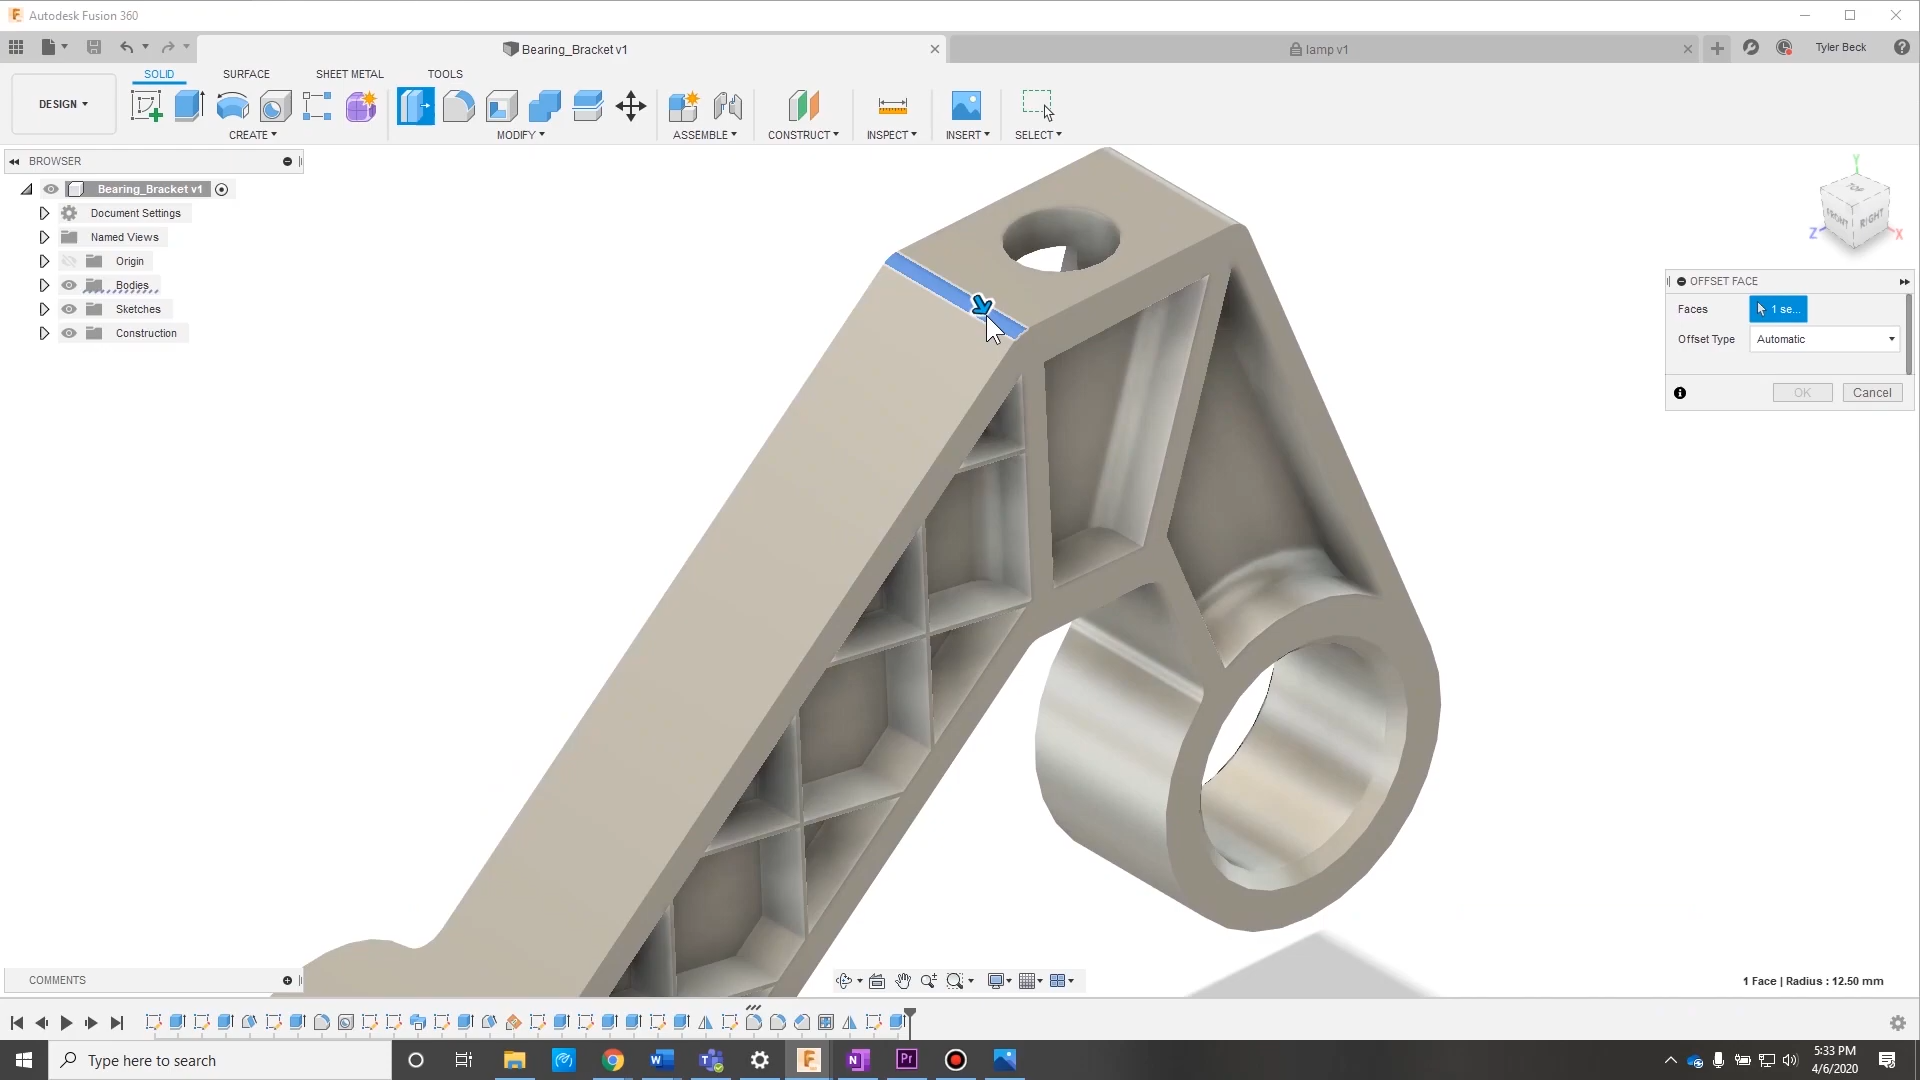 Autodesk Fusion 360
Bearing_Bracket v1
lamp v1
Tyler Beck
DESIGN
SOLID
SURFACE
SHEET METAL
TOOLS
CREATE
MODIFY
ASSEMBLE
CONSTRUCT
INSPECT
INSERT
SELECT
BROWSER
Bearing_Bracket v1
Document Settings
Named Views
Origin
Bodies
Sketches
Construction
Y
TOP
FRONT
RIGHT
Z
X
OFFSET FACE
Faces
1 se...
Offset Type
Automatic
OK
Cancel
COMMENTS
1 Face | Radius : 12.50 mm
Type here to search
5:33 PM
4/6/2020